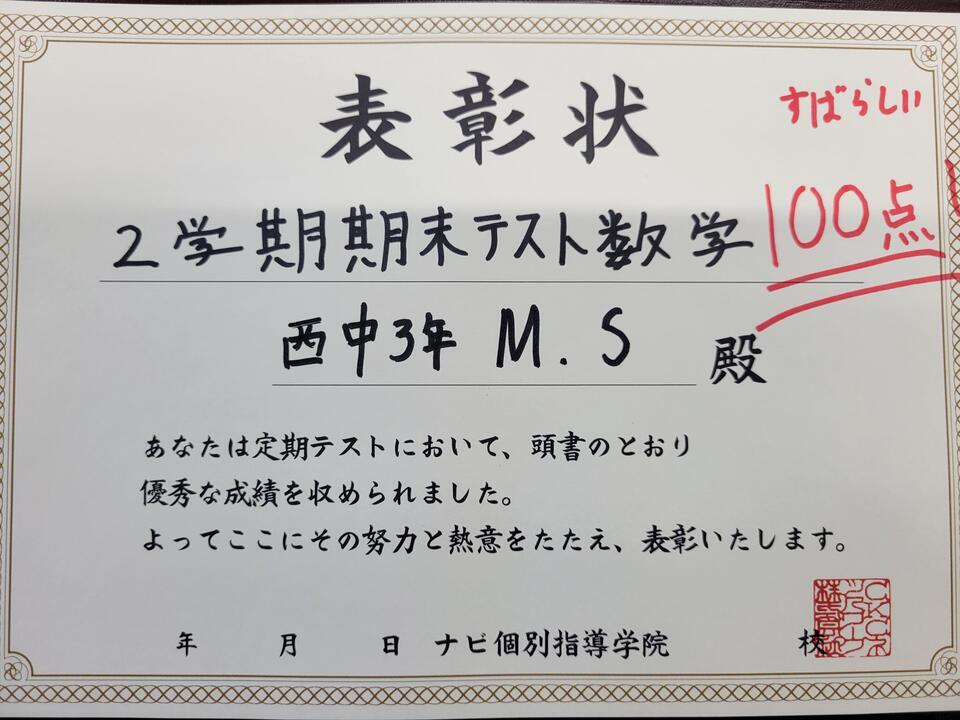 表彰状
すばらしい
2学期期末テスト数学 100点
西中3年 M.S 殿
あなたは定期テストにおいて、頭書のとおり
優秀な成績を収められました。
よってここにその努力と熱意をたたえ、表彰いたします。
年 月 日 ナビ個別指導学院 校